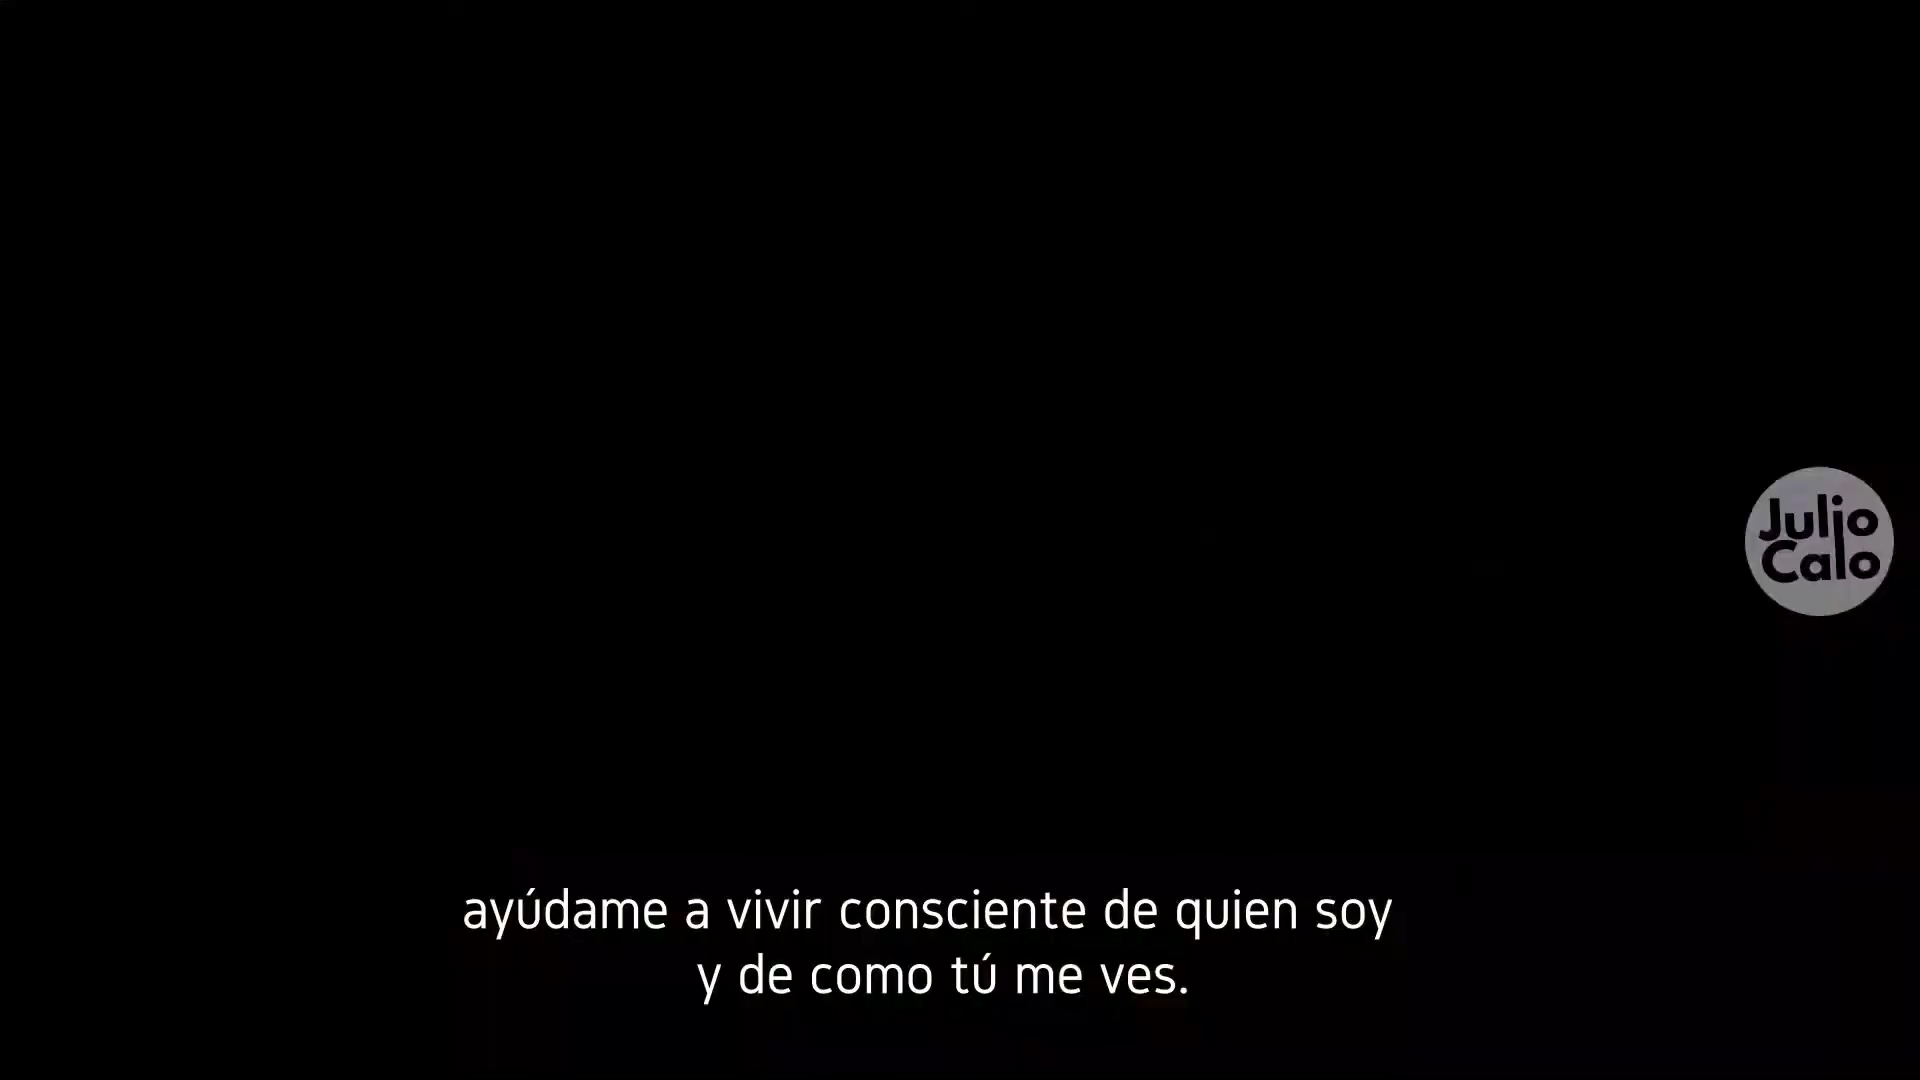 Julio
Calo
ayúdame a vivir consciente de quien soy
y de como tú me ves.